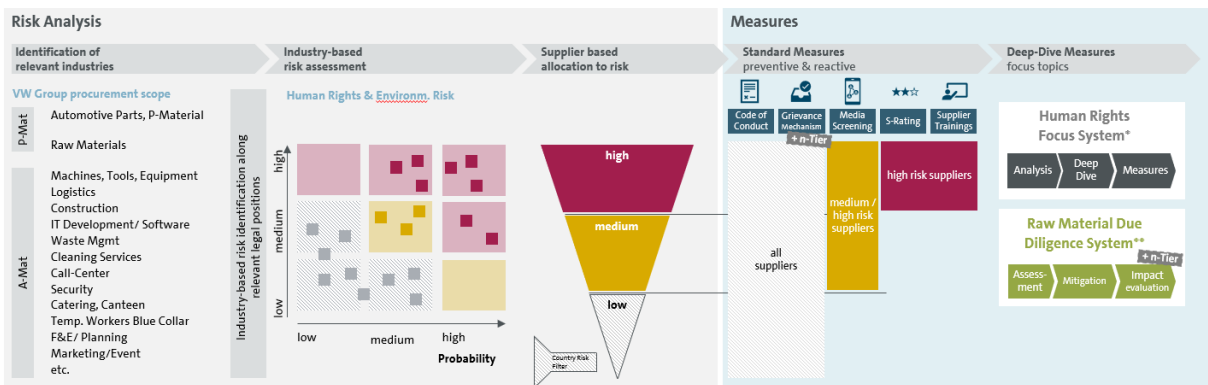 Risk Analysis
Measures
Identification of
relevant industries
Industry-based
risk assessment
Supplier based
allocation to risk
Standard Measures
preventive & reactive
Deep-Dive Measures
focus topics
VW Group procurement scope
P-Mat
Automotive Parts, P-Material
Raw Materials
A-Mat
Machines, Tools, Equipment
Logistics
Construction
IT Development/ Software
Waste Mgmt
Cleaning Services
Call-Center
Security
Catering, Canteen
Temp. Workers Blue Collar
F&E/ Planning
Marketing/Event
etc.
Industry-based risk identification along
relevant legal positions
Human Rights & Environm. Risk
high
medium
low
low
medium
high
Probability
high
medium
low
Country Risk
Filter
Code of
Conduct
Grievance
Mechanism
Media
Screening
S-Rating
Supplier
Trainings
+ n-Tier
all
suppliers
medium /
high risk
suppliers
high risk suppliers
Human Rights
Focus System*
Analysis
Deep
Dive
Measures
Raw Material Due
Diligence System**
+ n-Tier
Assess-
ment
Mitigation
Impact
evaluation